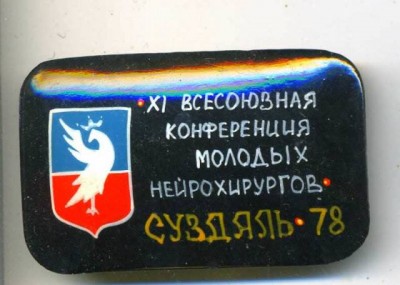 XI ВСЕСОЮЗНАЯ
КОНФЕРЕНЦИЯ
МОЛОДЫХ
НЕЙРОХИРУРГОВ
СУЗДАЛЬ·78